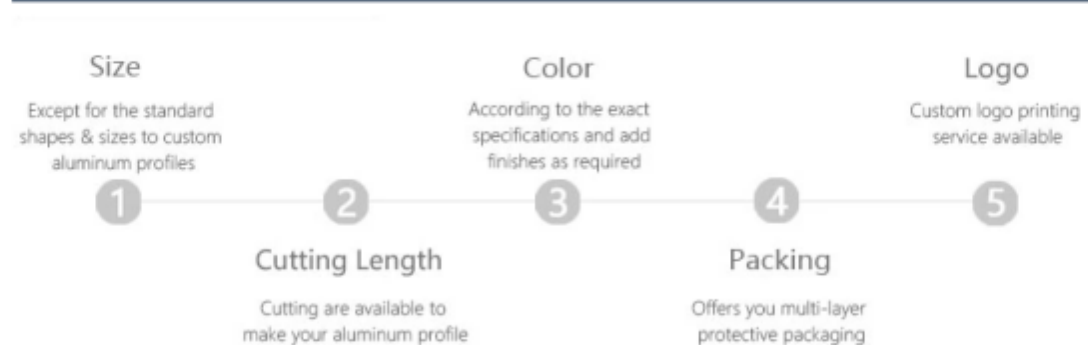 Size
Except for the standard
shapes & sizes to custom
aluminum profiles
1
2
Cutting Length
Cutting are available to
make your aluminum profile
Color
According to the exact
specifications and add
finishes as required
3
4
Packing
Offers you multi-layer
protective packaging
Logo
Custom logo printing
service available
5